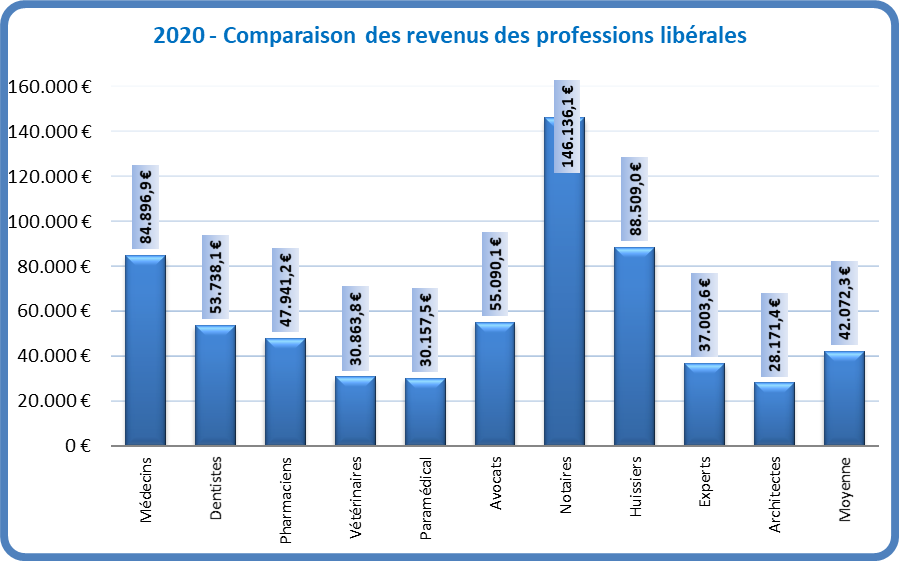 2020 - Comparaison des revenus des professions libérales
160.000 €
140.000 €
120.000 €
100.000 €
80.000 €
60.000 €
40.000 €
20.000 €
0 €
84.896,9 €
53.738,1 €
47.941,2 €
30.863,8 €
30.157,5 €
55.090,1 €
146.136,1 €
88.509,0 €
37.003,6 €
28.171,4 €
42.072,3 €
Médecins
Dentistes
Pharmaciens
Vétérinaires
Paramédical
Avocats
Notaires
Huissiers
Experts
Architectes
Moyenne